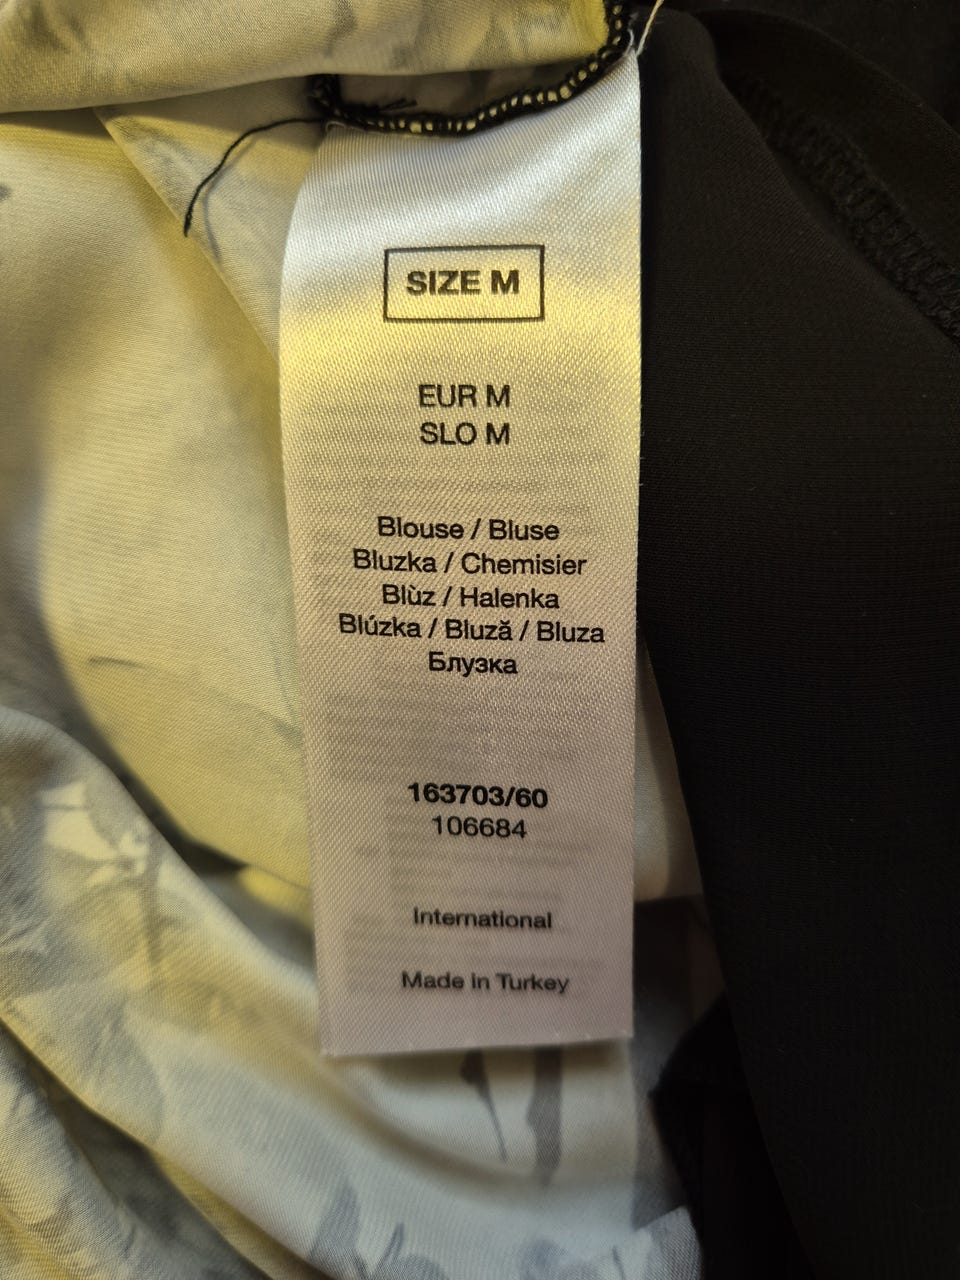 SIZE M
EUR M
SLO M
Blouse / Bluse
Bluzka / Chemisier
Blùz / Halenka
Blúzka / Bluză / Bluza
Блузка
163703/60
106684
International
Made in Turkey